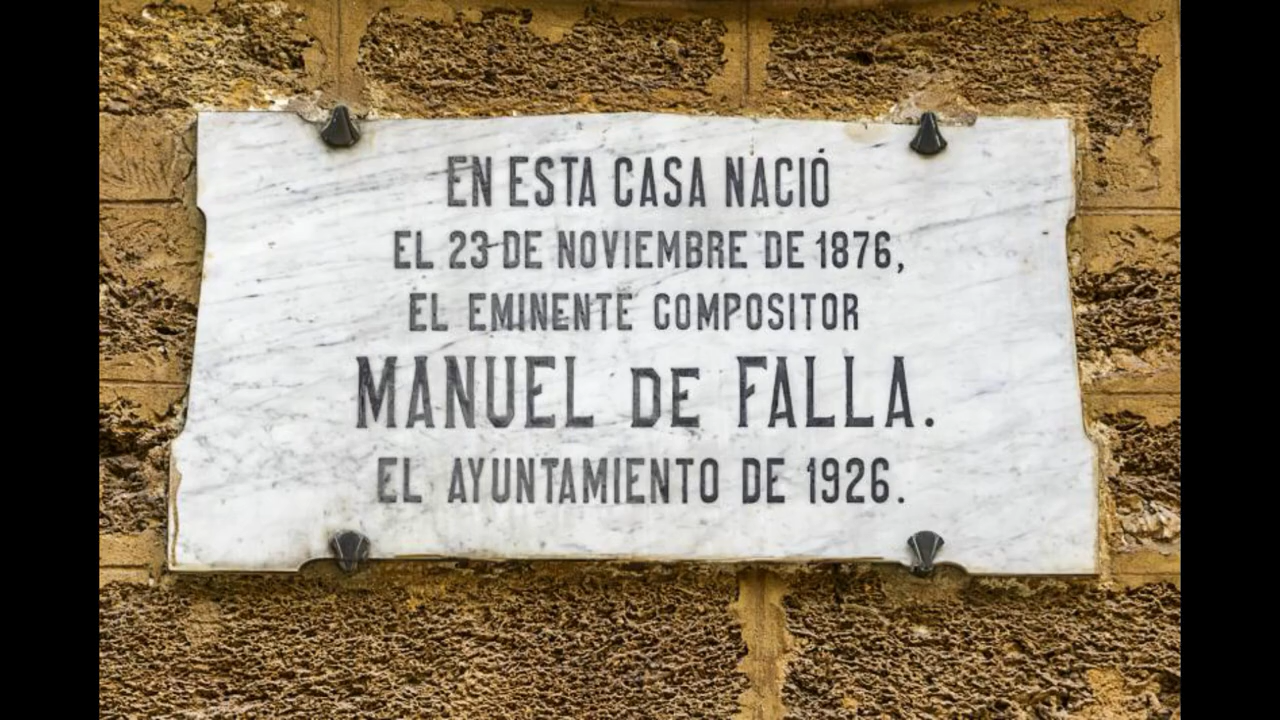 EN ESTA CASA NACIÓ
EL 23 DE NOVIEMBRE DE 1876,
EL EMINENTE COMPOSITOR
MANUEL DE FALLA.
EL AYUNTAMIENTO DE 1926.